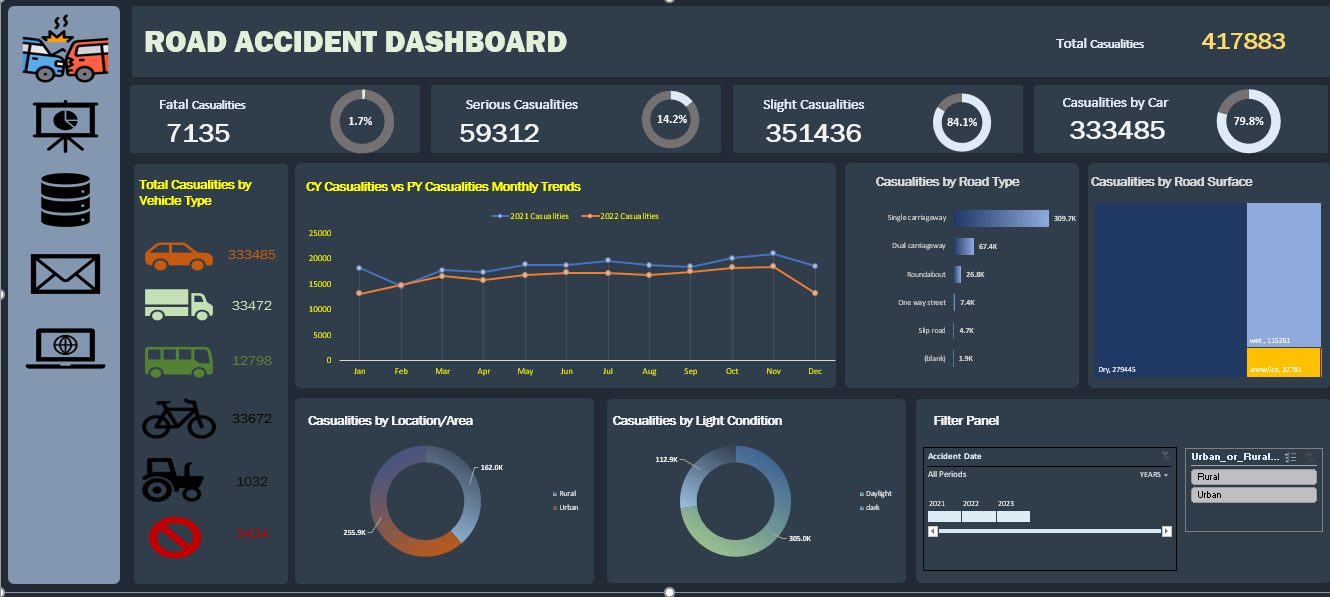 ROAD ACCIDENT DASHBOARD
Total Casualities
417883
Fatal Casualities
7135
1.7%
Serious Casualities
59312
14.2%
Slight Casualities
351436
84.1%
Casualities by Car
333485
79.8%
Total Casualities by
Vehicle Type
333485
33472
12798
33672
1032
CY Casualities vs PY Casualities Monthly Trends
2021 Casualities
2022 Casualities
25000
20000
15000
10000
5000
0
Jan Feb Mar Apr May Jun Jul Aug Sep Oct Nov Dec
Casualities by Road Type
Single carriageway 309.7K
Dual carriageway 67.4K
Roundabout 26.8K
One way street 7.4K
Slip road 4.7K
(blank) 1.9K
Casualities by Road Surface
Dry, 279445
wet , 115261
snow/ice, 22781
Casualities by Location/Area
162.0K
255.9K
Rural
Urban
Casualities by Light Condition
112.9K
305.0K
Daylight
dark
Filter Panel
Accident Date
All Periods
YEARS
2021 2022 2023
Urban_or_Rural...
Rural
Urban